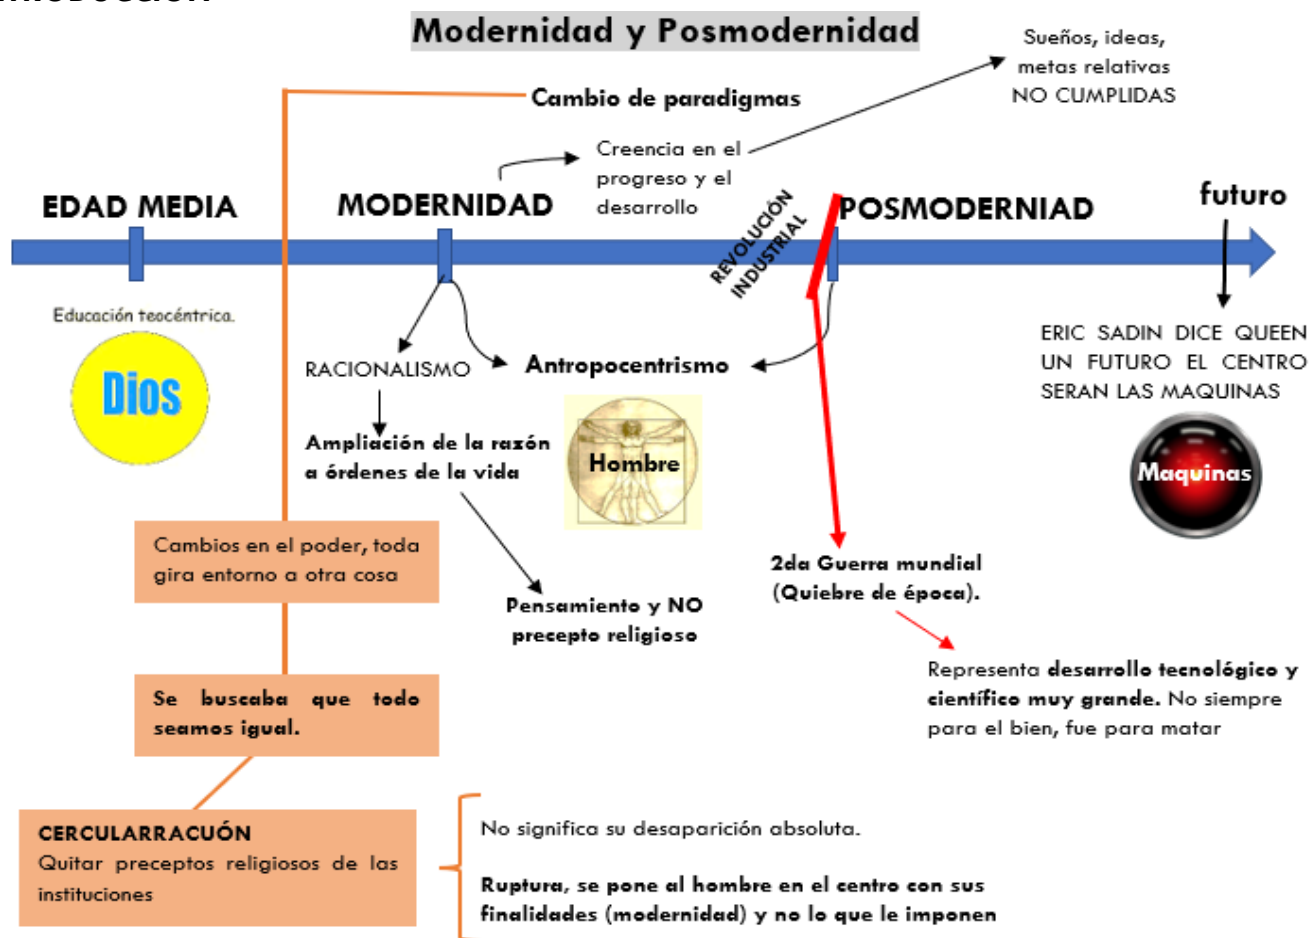 Modernidad y Posmodernidad
Sueños, ideas,
metas relativas
NO CUMPLIDAS
Cambio de paradigmas
Creencia en el
progreso y el
desarrollo
EDAD MEDIA
MODERNIDAD
REVOLUCIÓN
INDUSTRIAL
POSMODERNIAD
futuro
Educación teocéntrica.
Dios
RACIONALISMO
Antropocentrismo
ERIC SADIN DICE QUEEN
UN FUTURO EL CENTRO
SERAN LAS MAQUINAS
Ampliación de la razón
a órdenes de la vida
Hombre
Maquinas
Cambios en el poder, toda
gira entorno a otra cosa
2da Guerra mundial
(Quiebre de época).
Pensamiento y NO
precepto religioso
Representa desarrollo tecnológico y
científico muy grande. No siempre
para el bien, fue para matar
Se buscaba que todo
seamos igual.
CERCULARRACUÓN
Quitar preceptos religiosos de las
instituciones
No significa su desaparición absoluta.
Ruptura, se pone al hombre en el centro con sus
finalidades (modernidad) y no lo que le imponen